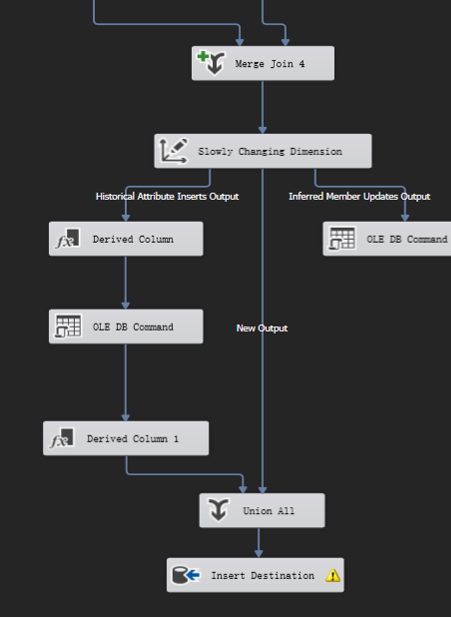 Merge Join 4
Slowly Changing Dimension
Historical Attribute Inserts Output
Inferred Member Updates Output
Derived Column
OLE DB Command
OLE DB Command
New Output
Derived Column 1
Union All
Insert Destination